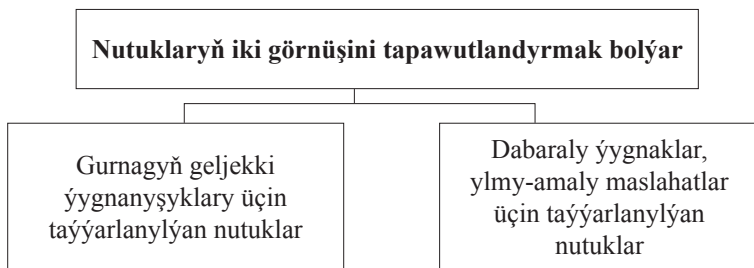 Nutuklaryň iki görnüşini tapawutlandyrmak bolýar
Gurnagyň geljekki
ýygnanyşyklary üçin
taýýarlanylýan nutuklar
Dabaraly ýygnaklar,
ylmy-amaly maslahatlar
üçin taýýarlanylýan
nutuklar